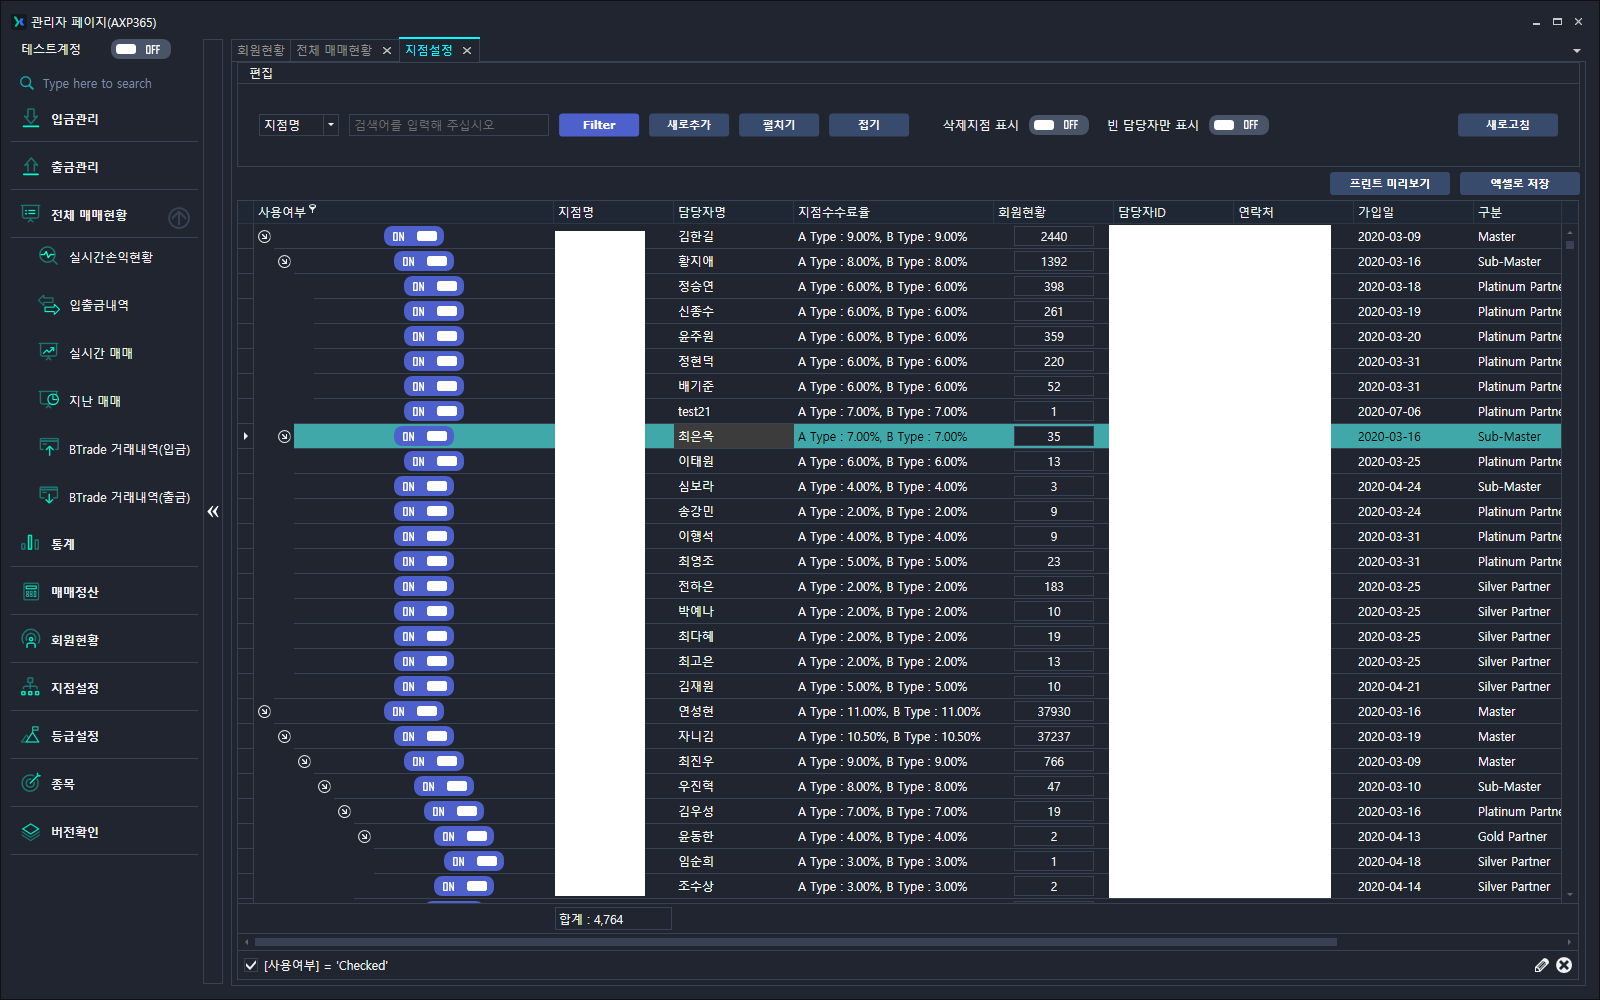 관리자 페이지(AXP365)
테스트계정 OFF
Type here to search
입금관리
출금관리
전체 매매현황
실시간손익현황
입출금내역
실시간 매매
지난 매매
BTrade 거래내역(입금)
BTrade 거래내역(출금)
통계
매매정산
회원현황
지점설정
등급설정
종목
버전확인
회원현황 전체 매매현황 지점설정
편집
지점명 검색어를 입력해 주십시오 Filter 새로추가 펼치기 접기 삭제지점 표시 OFF 빈 담당자만 표시 OFF 새로고침
프린트 미리보기 엑셀로 저장
사용여부 지점명 담당자명 지점수수료율 회원현황 담당자ID 연락처 가입일 구분
ON 김한길 A Type : 9.00%, B Type : 9.00% 2440 2020-03-09 Master
ON 황지애 A Type : 8.00%, B Type : 8.00% 1392 2020-03-16 Sub-Master
ON 정승연 A Type : 6.00%, B Type : 6.00% 398 2020-03-18 Platinum Partne
ON 신종수 A Type : 6.00%, B Type : 6.00% 261 2020-03-19 Platinum Partne
ON 윤주원 A Type : 6.00%, B Type : 6.00% 359 2020-03-20 Platinum Partne
ON 정현덕 A Type : 6.00%, B Type : 6.00% 220 2020-03-31 Platinum Partne
ON 배기준 A Type : 6.00%, B Type : 6.00% 52 2020-03-31 Platinum Partne
ON test21 A Type : 7.00%, B Type : 7.00% 1 2020-07-06 Platinum Partne
ON 최은옥 A Type : 7.00%, B Type : 7.00% 35 2020-03-16 Sub-Master
ON 이태원 A Type : 6.00%, B Type : 6.00% 13 2020-03-25 Platinum Partne
ON 심보라 A Type : 4.00%, B Type : 4.00% 3 2020-04-24 Sub-Master
ON 송강민 A Type : 2.00%, B Type : 2.00% 9 2020-03-24 Platinum Partne
ON 이행석 A Type : 4.00%, B Type : 4.00% 9 2020-03-31 Platinum Partne
ON 최영조 A Type : 5.00%, B Type : 5.00% 23 2020-03-31 Platinum Partne
ON 전하은 A Type : 2.00%, B Type : 2.00% 183 2020-03-25 Silver Partner
ON 박예나 A Type : 2.00%, B Type : 2.00% 10 2020-03-25 Silver Partner
ON 최다혜 A Type : 2.00%, B Type : 2.00% 19 2020-03-25 Silver Partner
ON 최고은 A Type : 2.00%, B Type : 2.00% 13 2020-03-25 Silver Partner
ON 김재원 A Type : 5.00%, B Type : 5.00% 10 2020-04-21 Silver Partner
ON 연성현 A Type : 11.00%, B Type : 11.00% 37930 2020-03-16 Master
ON 자니김 A Type : 10.50%, B Type : 10.50% 37237 2020-03-19 Master
ON 최진우 A Type : 9.00%, B Type : 9.00% 766 2020-03-09 Master
ON 우진혁 A Type : 8.00%, B Type : 8.00% 47 2020-03-10 Sub-Master
ON 김우성 A Type : 7.00%, B Type : 7.00% 19 2020-03-16 Platinum Partne
ON 윤동한 A Type : 4.00%, B Type : 4.00% 2 2020-04-13 Gold Partner
ON 임순희 A Type : 3.00%, B Type : 3.00% 1 2020-04-18 Silver Partner
ON 조수상 A Type : 3.00%, B Type : 3.00% 2 2020-04-14 Silver Partner
합계 : 4,764
[사용여부] = 'Checked'